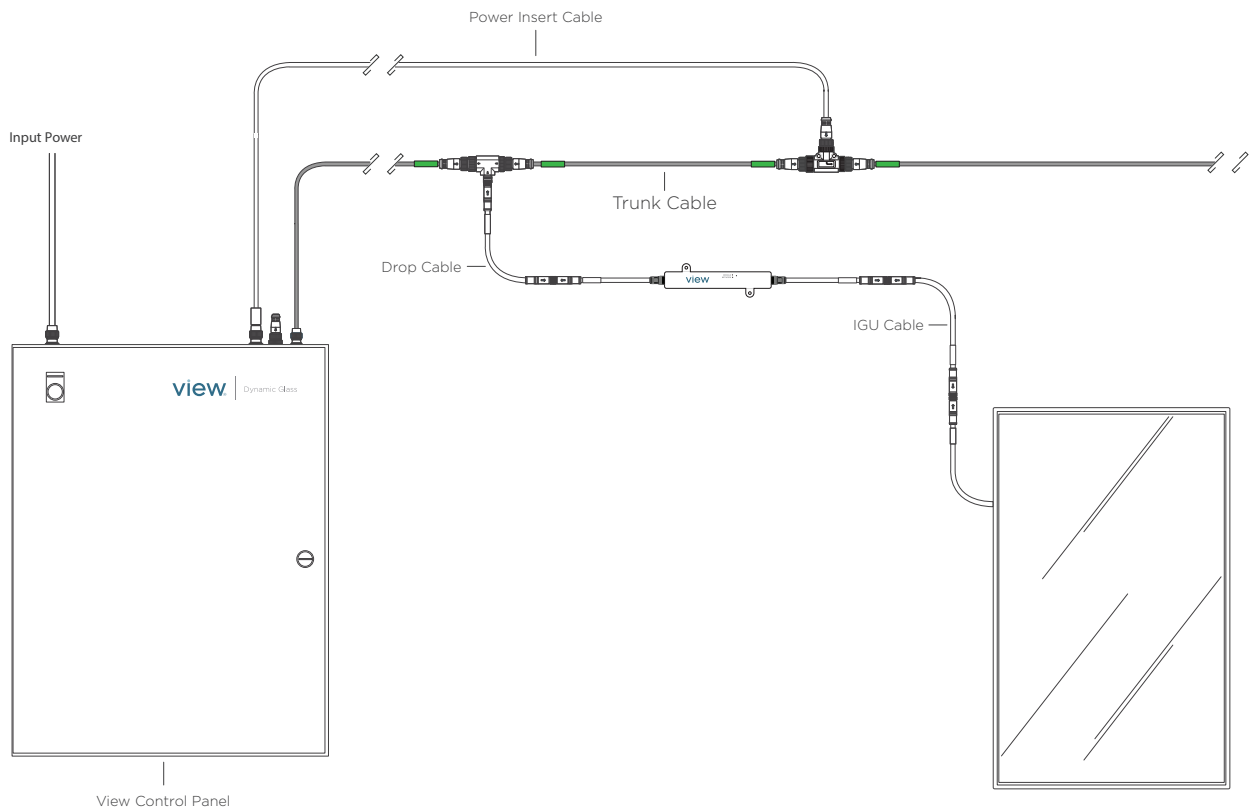 Power Insert Cable
Input Power
Trunk Cable
Drop Cable
view
IGU Cable
view Dynamic Glass
View Control Panel